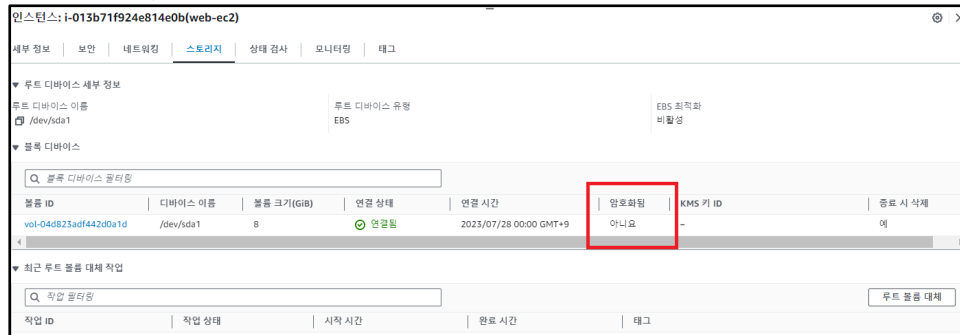 인스턴스: i-013b71f924e814e0b(web-ec2)
세부 정보 보안 네트워킹 스토리지 상태 검사 모니터링 태그
▼ 루트 디바이스 세부 정보
루트 디바이스 이름 루트 디바이스 유형 EBS 최적화
/dev/sda1 EBS 비활성
▼ 블록 디바이스
블록 디바이스 필터링
볼륨 ID 디바이스 이름 볼륨 크기(GiB) 연결 상태 연결 시간 암호화됨 KMS 키 ID 종료 시 삭제
vol-04d823adf442d0a1d /dev/sda1 8 연결됨 2023/07/28 00:00 GMT+9 아니요 – 예
▼ 최근 루트 볼륨 대체 작업
작업 필터링 루트 볼륨 대체
작업 ID 작업 상태 시작 시간 완료 시간 태그